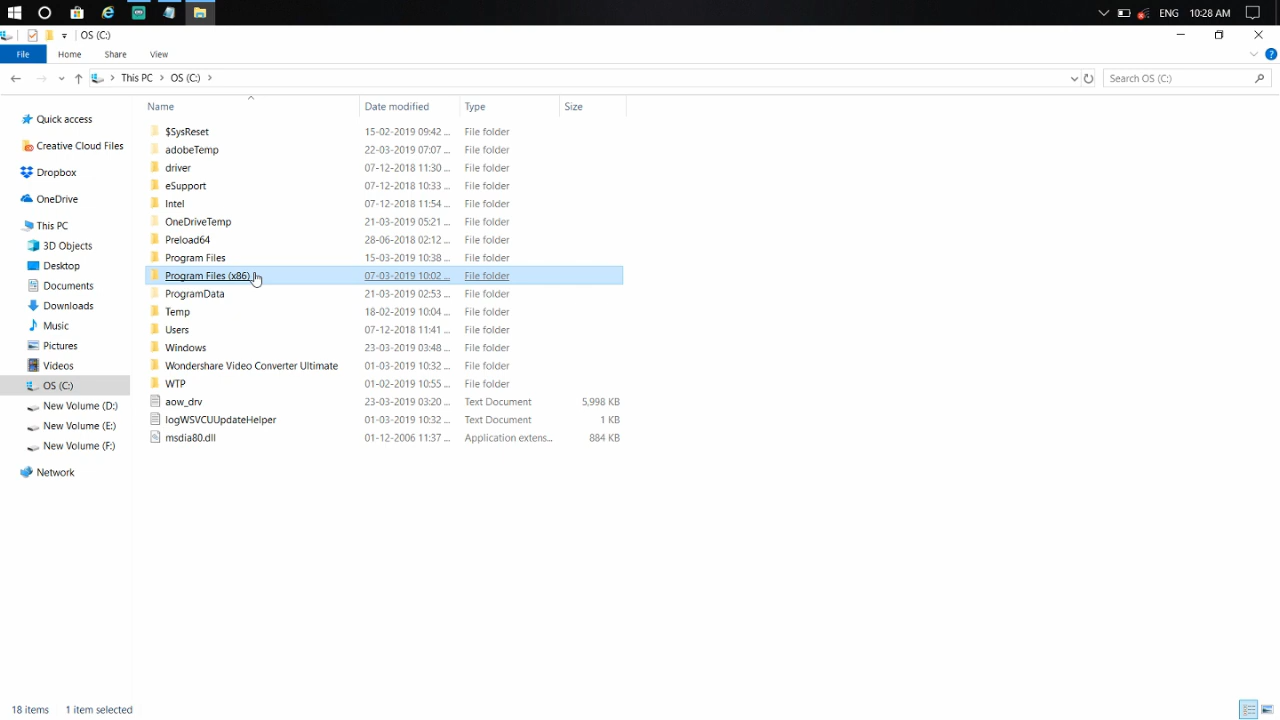 ENG 10:28 AM
OS (C:)
File Home Share View
This PC OS (C:) Search OS (C:)
Name Date modified Type Size
Quick access
Creative Cloud Files
Dropbox
OneDrive
This PC
3D Objects
Desktop
Documents
Downloads
Music
Pictures
Videos
OS (C:)
New Volume (D:)
New Volume (E:)
New Volume (F:)
Network
$SysReset 15-02-2019 09:42 ... File folder
adobeTemp 22-03-2019 07:07 ... File folder
driver 07-12-2018 11:30 ... File folder
eSupport 07-12-2018 10:33 ... File folder
Intel 07-12-2018 11:54 ... File folder
OneDriveTemp 21-03-2019 05:21 ... File folder
Preload64 28-06-2018 02:12 ... File folder
Program Files 15-03-2019 10:38 ... File folder
Program Files (x86) 07-03-2019 10:02 ... File folder
ProgramData 21-03-2019 02:53 ... File folder
Temp 18-02-2019 10:04 ... File folder
Users 07-12-2018 11:41 ... File folder
Windows 23-03-2019 03:48 ... File folder
Wondershare Video Converter Ultimate 01-03-2019 10:32 ... File folder
WTP 01-02-2019 10:55 ... File folder
aow_drv 23-03-2019 03:20 ... Text Document 5,998 KB
logWSVCUUpdateHelper 01-03-2019 10:32 ... Text Document 1 KB
msdia80.dll 01-12-2006 11:37 ... Application extens... 884 KB
18 items 1 item selected